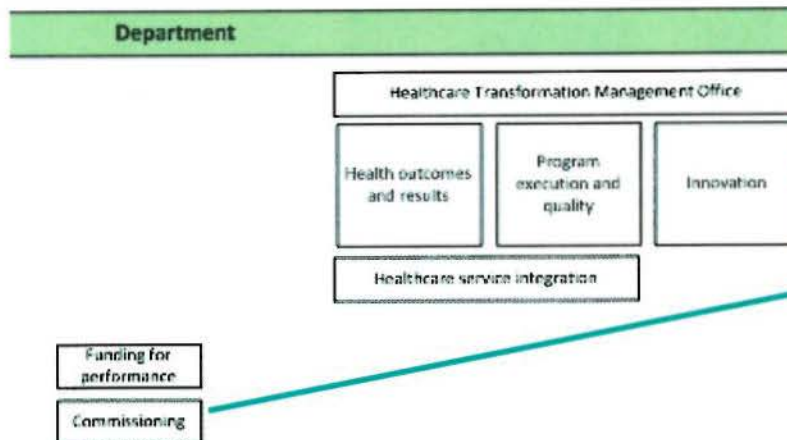 Department
Healthcare Transformation Management Office
Health outcomes
and results
Program
execution and
quality
Innovation
Healthcare service integration
Funding for
performance
Commissioning